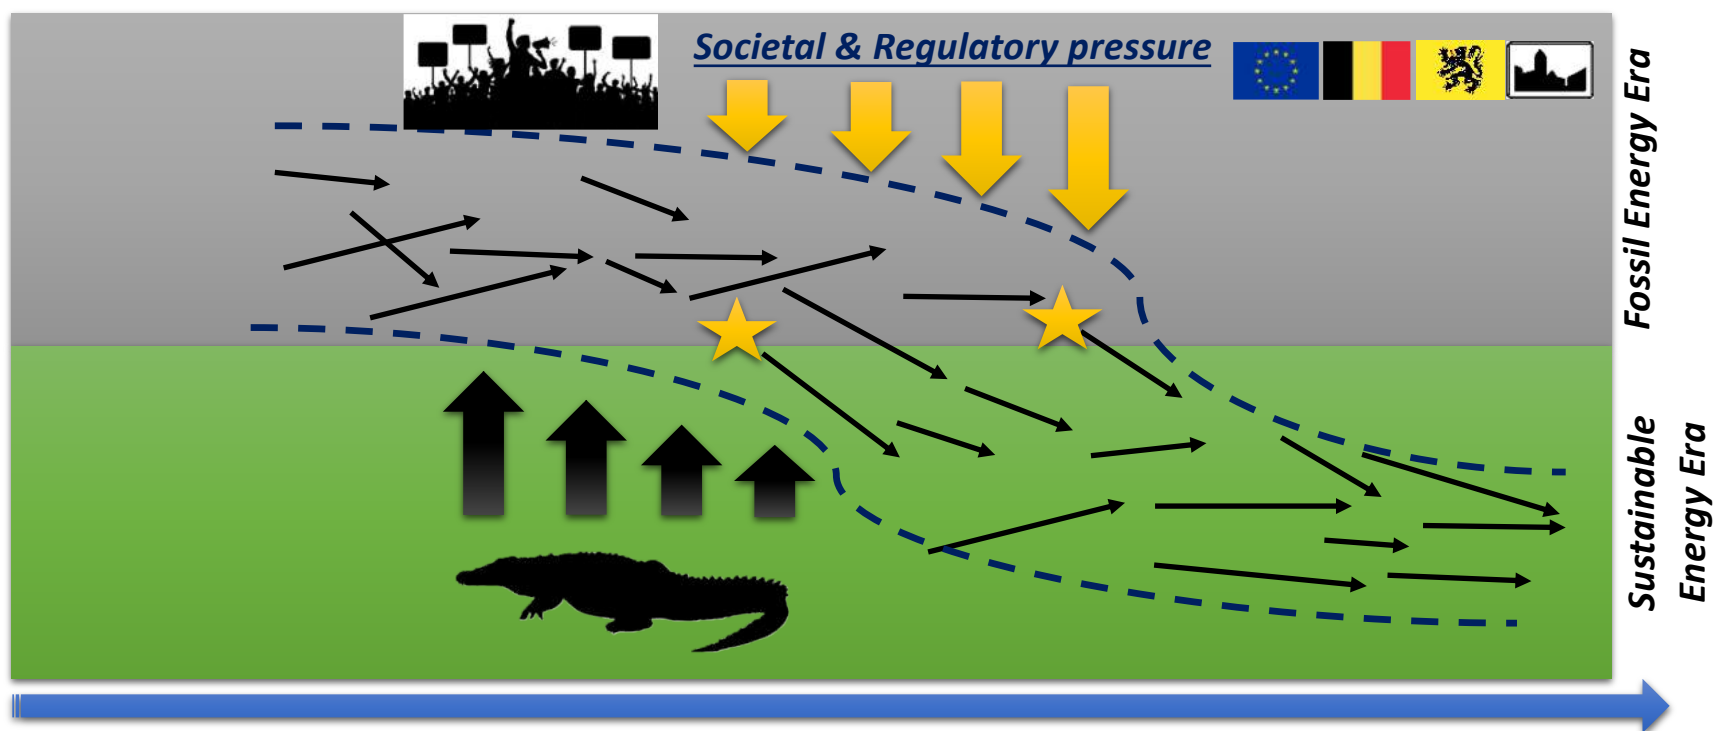 Societal & Regulatory pressure
Fossil Energy Era
Sustainable
Energy Era